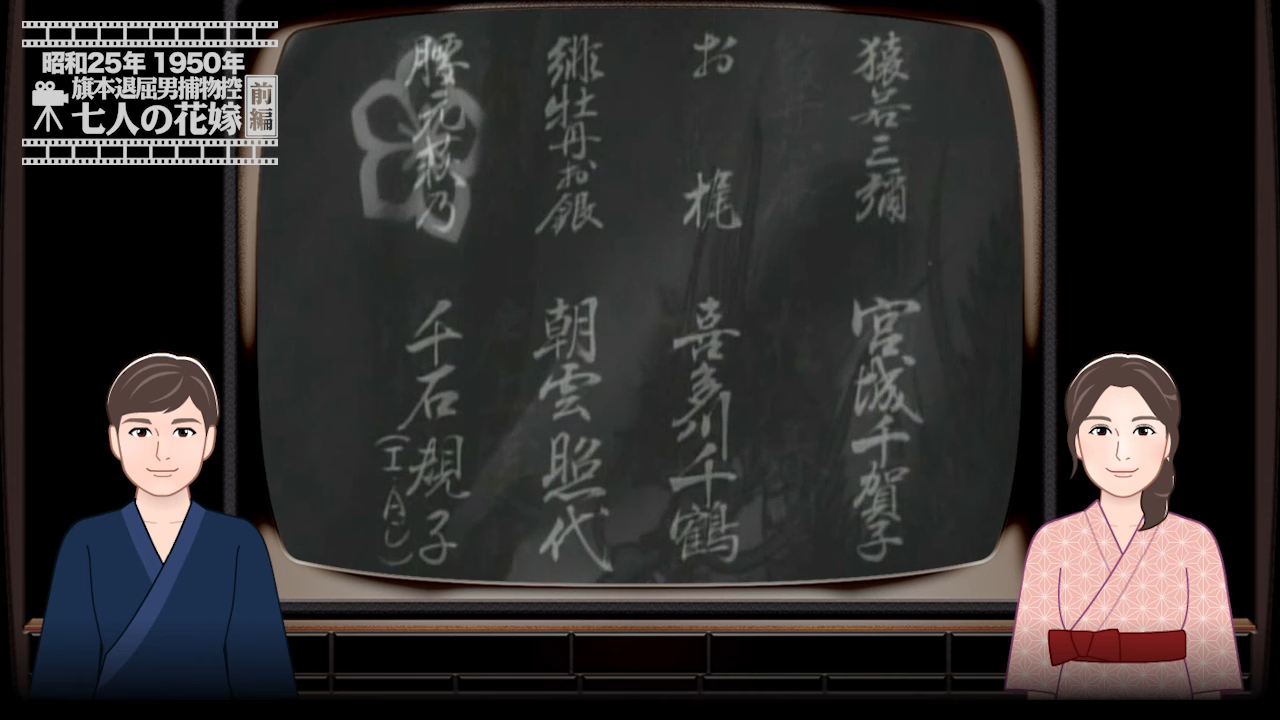 昭和25年 1950年
旗本退屈男捕物控
七人の花嫁
前編
猿若三彌 宮城千賀子
お梶 喜多川千鶴
緋牡丹お銀 朝雲照代
腰元萩乃 千石規子